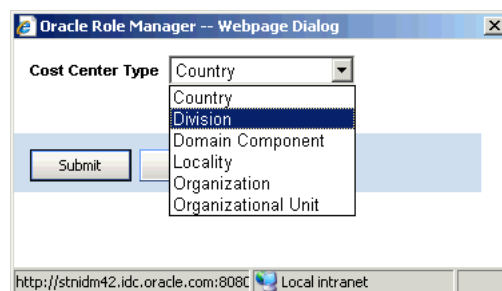 Oracle Role Manager -- Webpage Dialog
Cost Center Type Country
Country
Division
Domain Component
Locality
Organization
Organizational Unit
Submit
http://stnidm42.idc.oracle.com:808 Local intranet